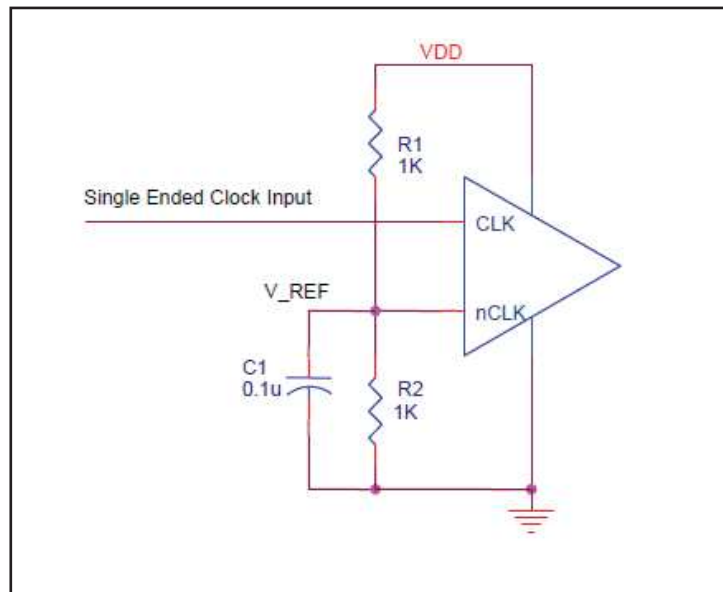 VDD
R1
1K
Single Ended Clock Input
CLK
V_REF
nCLK
C1
0.1u
R2
1K